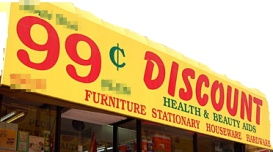 99¢ DISCOUNT
HEALTH & BEAUTY AIDS
FURNITURE STATIONARY HOUSEWARE HARDWARE